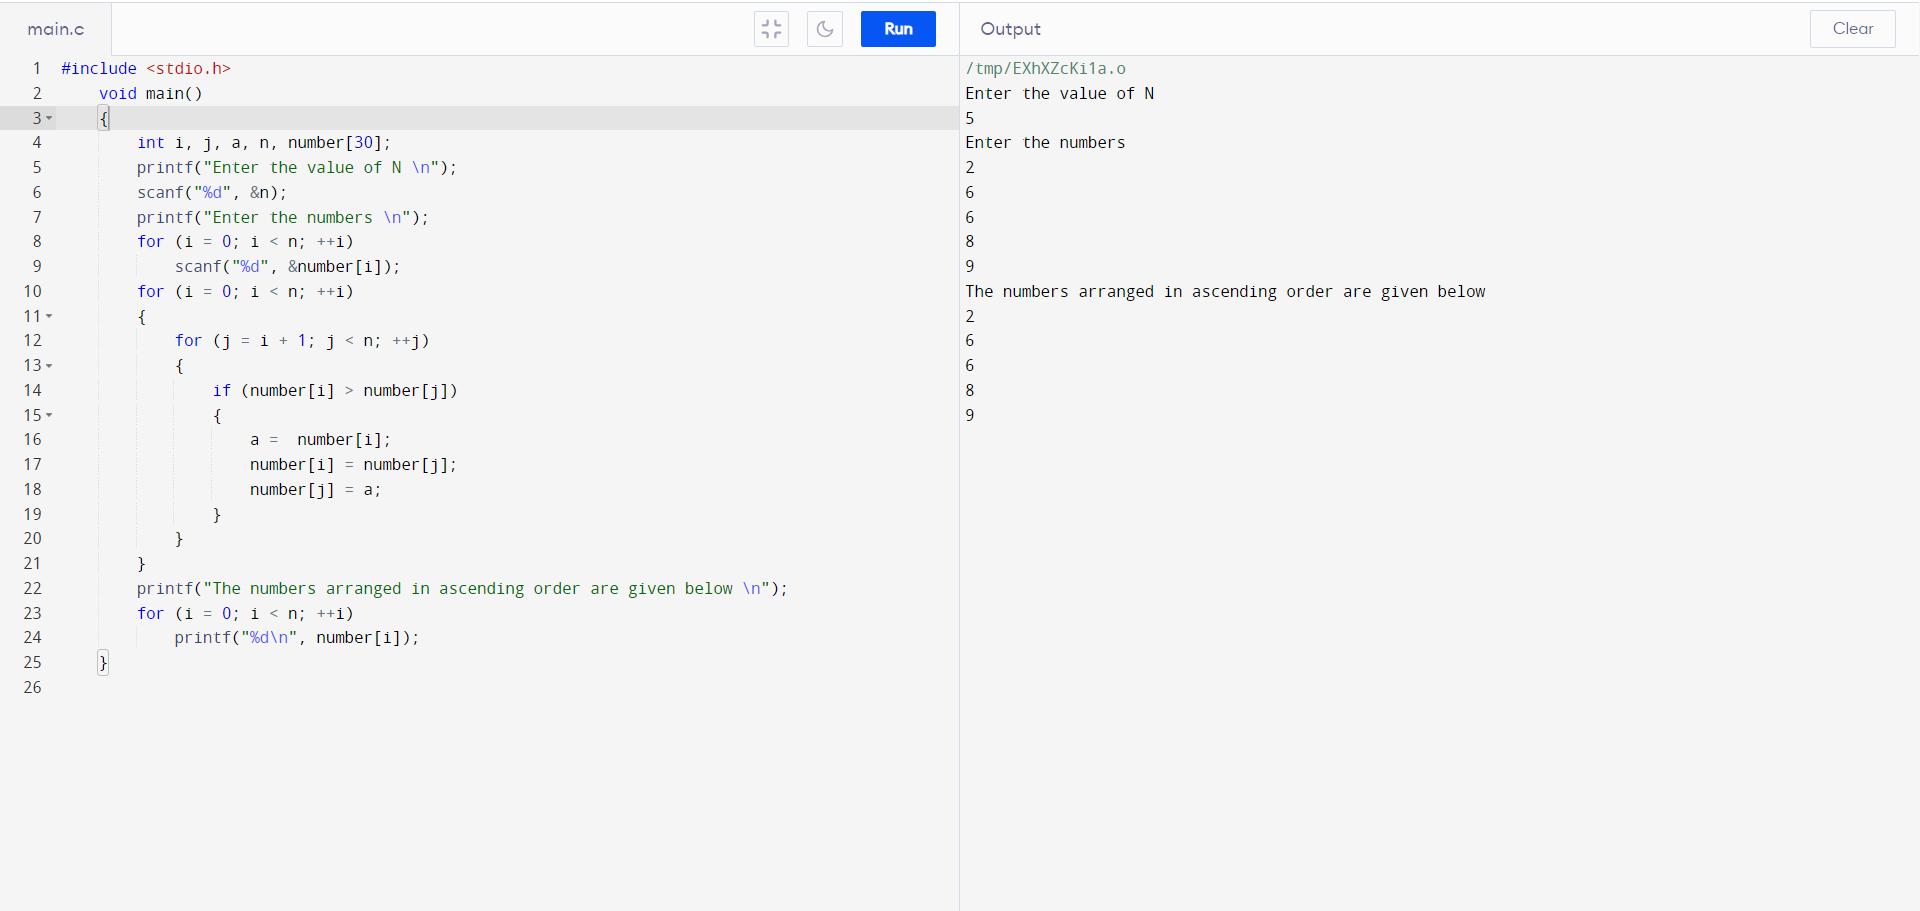 main.c
Run
Output
Clear
1 #include <stdio.h>
2     void main()
3     {
4         int i, j, a, n, number[30];
5         printf("Enter the value of N \n");
6         scanf("%d", &n);
7         printf("Enter the numbers \n");
8         for (i = 0; i < n; ++i)
9             scanf("%d", &number[i]);
10         for (i = 0; i < n; ++i)
11         {
12             for (j = i + 1; j < n; ++j)
13             {
14                 if (number[i] > number[j])
15                 {
16                     a =  number[i];
17                     number[i] = number[j];
18                     number[j] = a;
19                 }
20             }
21         }
22         printf("The numbers arranged in ascending order are given below \n");
23         for (i = 0; i < n; ++i)
24             printf("%d\n", number[i]);
25     }
26
/tmp/EXhXZcKi1a.o
Enter the value of N
5
Enter the numbers
2
6
6
8
9
The numbers arranged in ascending order are given below
2
6
6
8
9